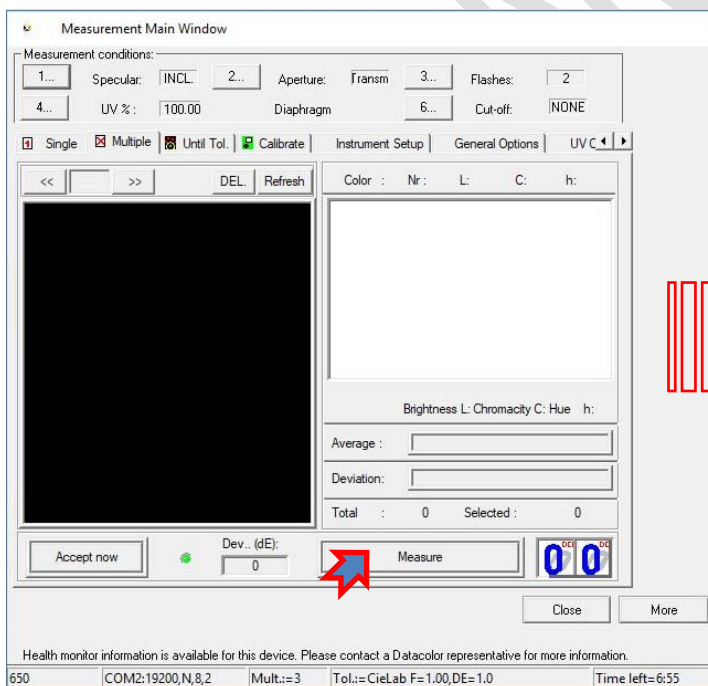 Measurement Main Window
Measurement conditions:
1... Specular: INCL. 2... Aperture: Transm 3... Flashes: 2
4... UV % : 100.00 Diaphragm 6... Cut-off: NONE
1 Single Multiple Until Tol. Calibrate Instrument Setup General Options UV C
<< >> DEL. Refresh Color : Nr : L: C: h:
Brightness L: Chromacity C: Hue h:
Average :
Deviation:
Total : 0 Selected : 0
Dev.. (dE):
Accept now 0 Measure 0 0
Close More
Health monitor information is available for this device. Please contact a Datacolor representative for more information.
650 COM2:19200,N,8,2 Mult.:=3 Tol.:=CieLab F=1.00,DE=1.0 Time left=6:55